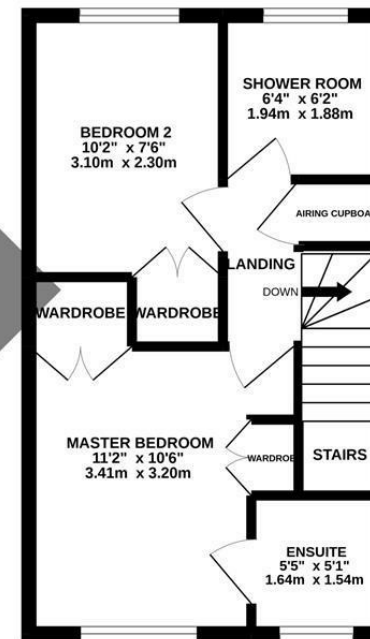 SHOWER ROOM
6'4" x 6'2"
1.94m x 1.88m
BEDROOM 2
10'2" x 7'6"
3.10m x 2.30m
AIRING CUPBOA
LANDING
DOWN
WARDROBE
WARDROBE
MASTER BEDROOM
11'2" x 10'6"
3.41m x 3.20m
WARDROBE
STAIRS
ENSUITE
5'5" x 5'1"
1.64m x 1.54m